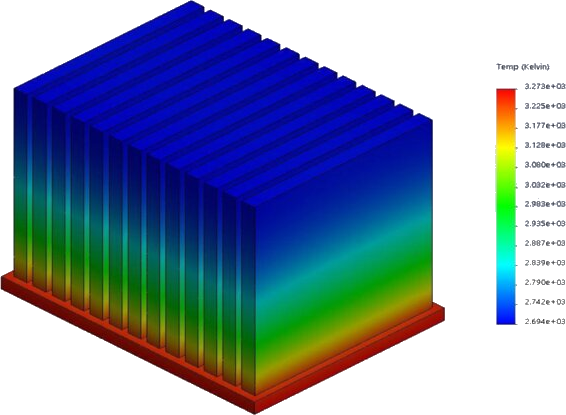 Temp (Kelvin)
3.273e+03
3.225e+03
3.177e+03
3.128e+03
3.080e+03
3.032e+03
2.983e+03
2.935e+03
2.887e+03
2.839e+03
2.790e+03
2.742e+03
2.694e+03